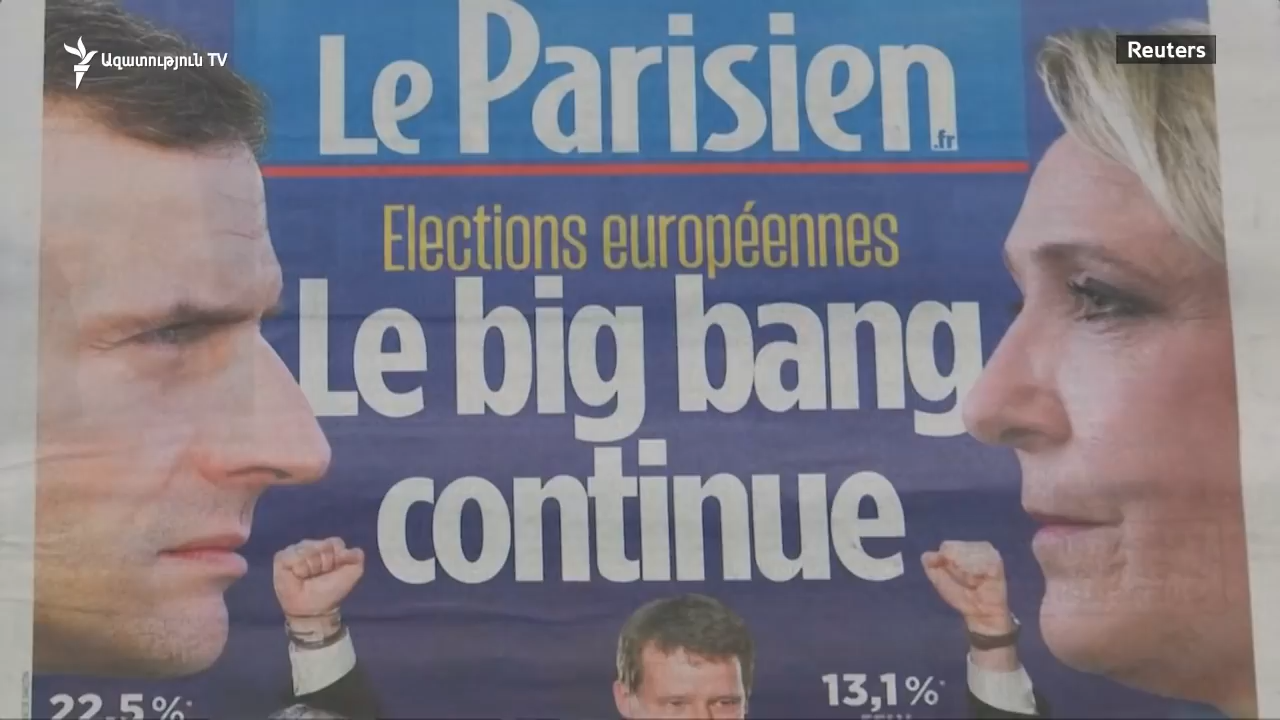 Ազատություն TV
Reuters
Le Parisien
.fr
Elections européennes
Le big bang
continue
22,5%*
13,1%*